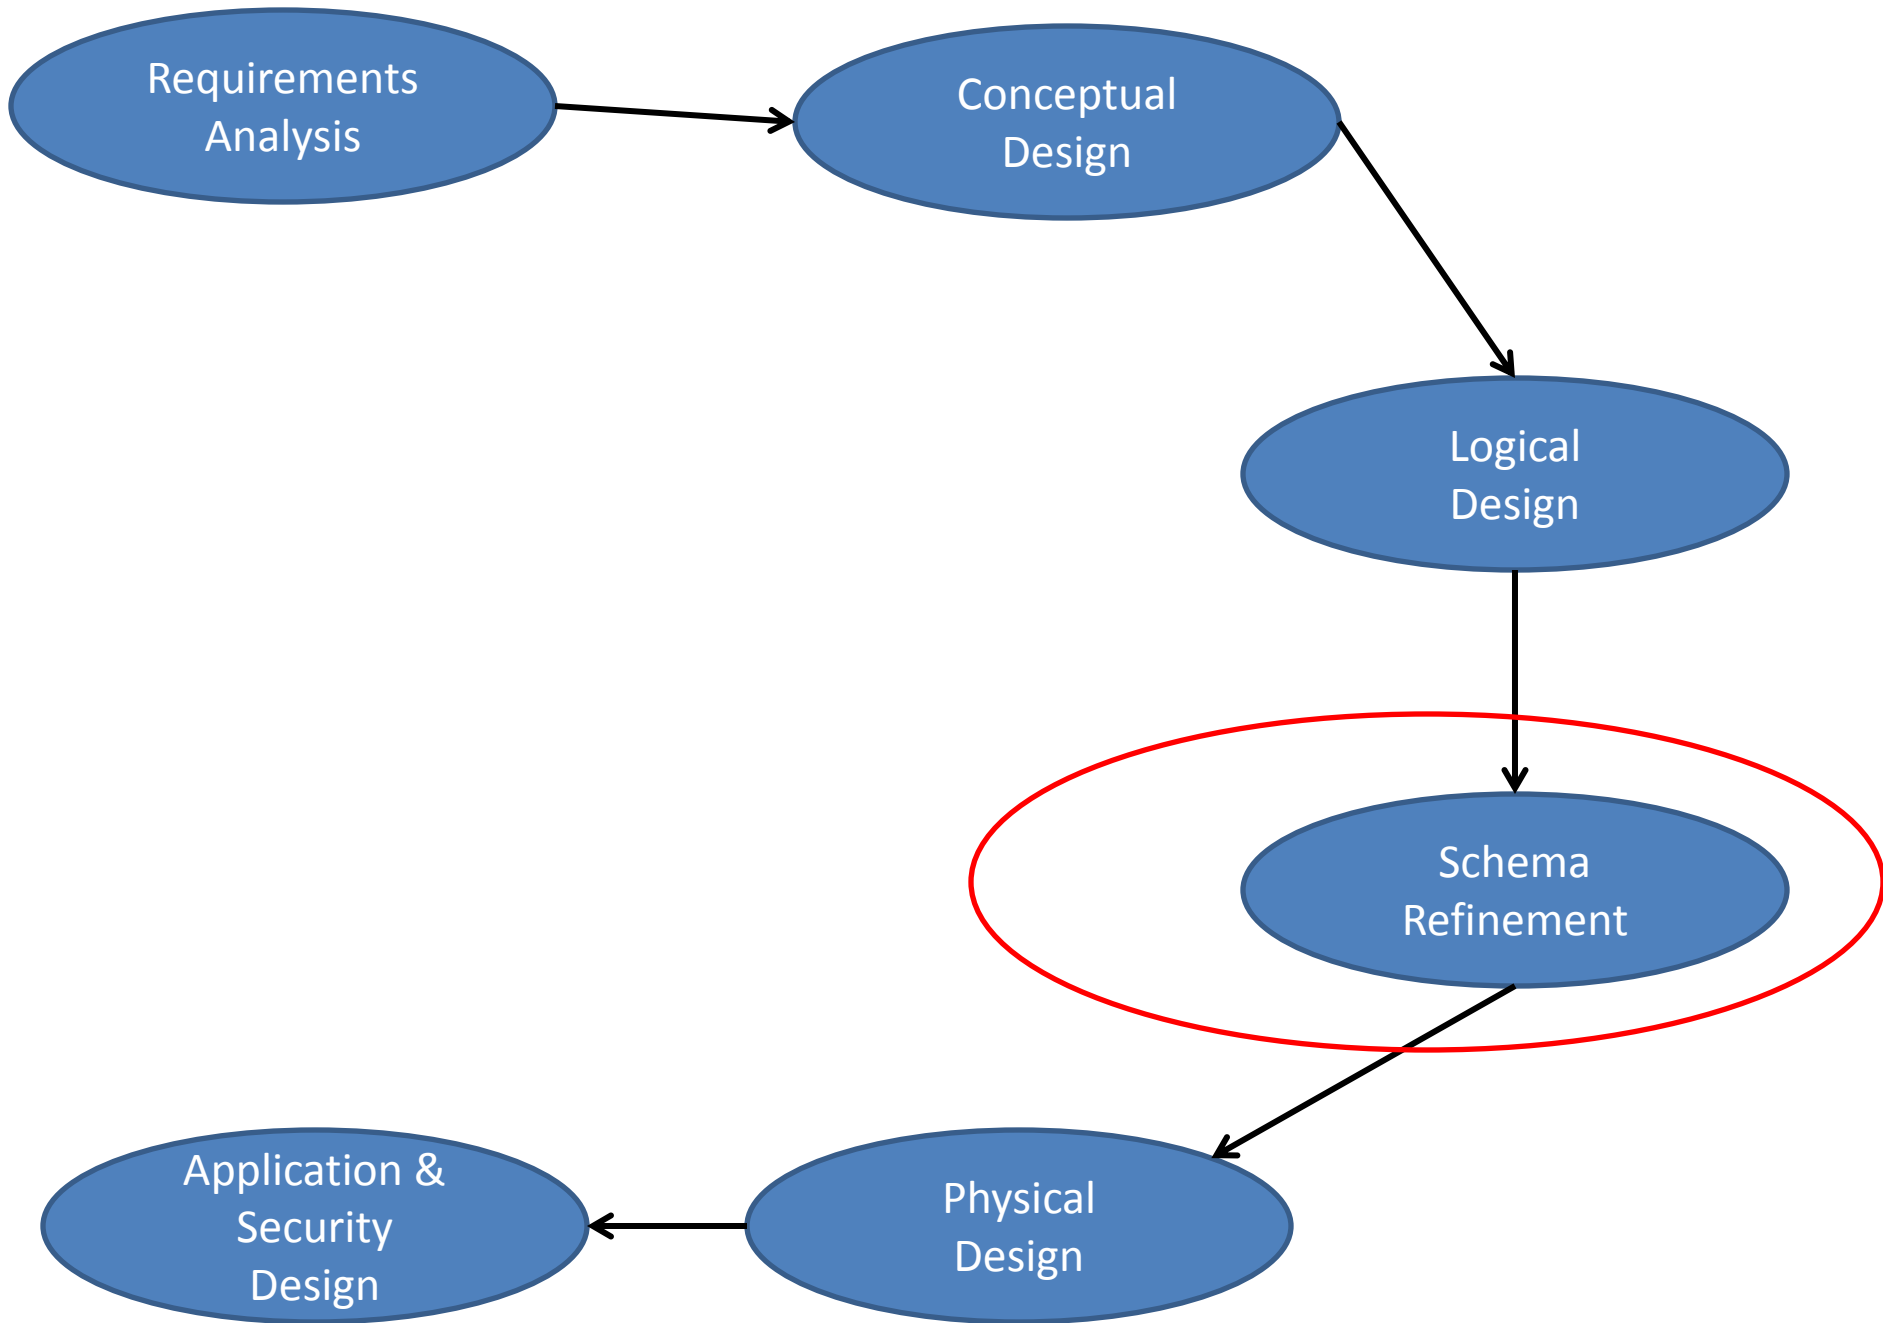 Requirements
Analysis
Conceptual
Design
Logical
Design
Schema
Refinement
Physical
Design
Application &
Security
Design